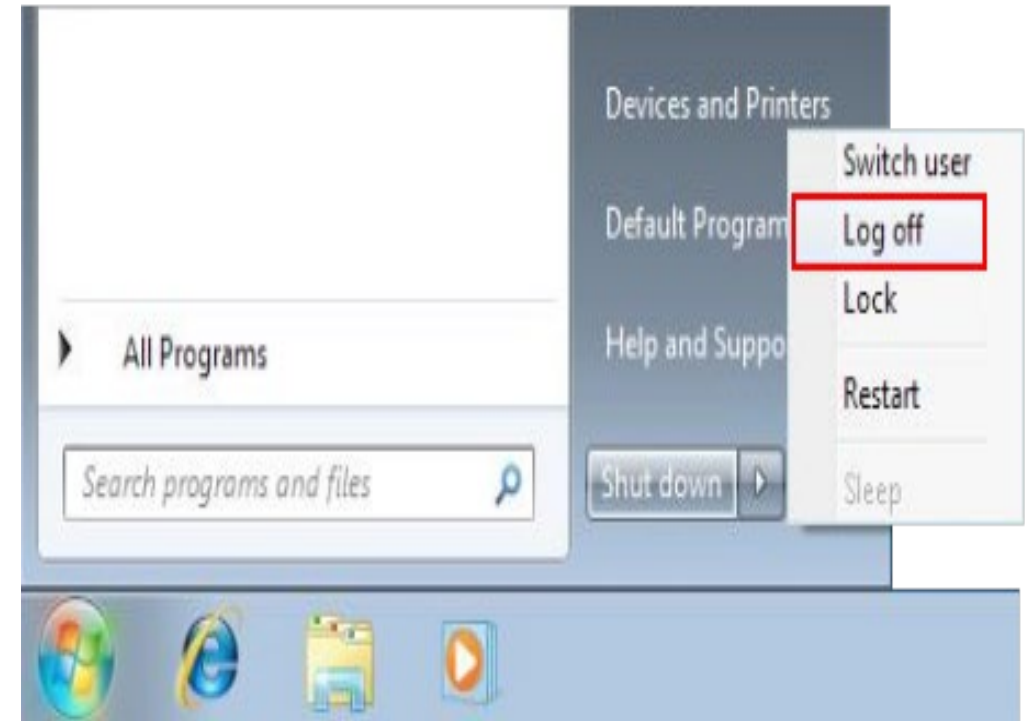 Devices and Printers
Switch user
Default Program
Log off
Lock
All Programs
Help and Suppo
Restart
Search programs and files
Shut down
Sleep